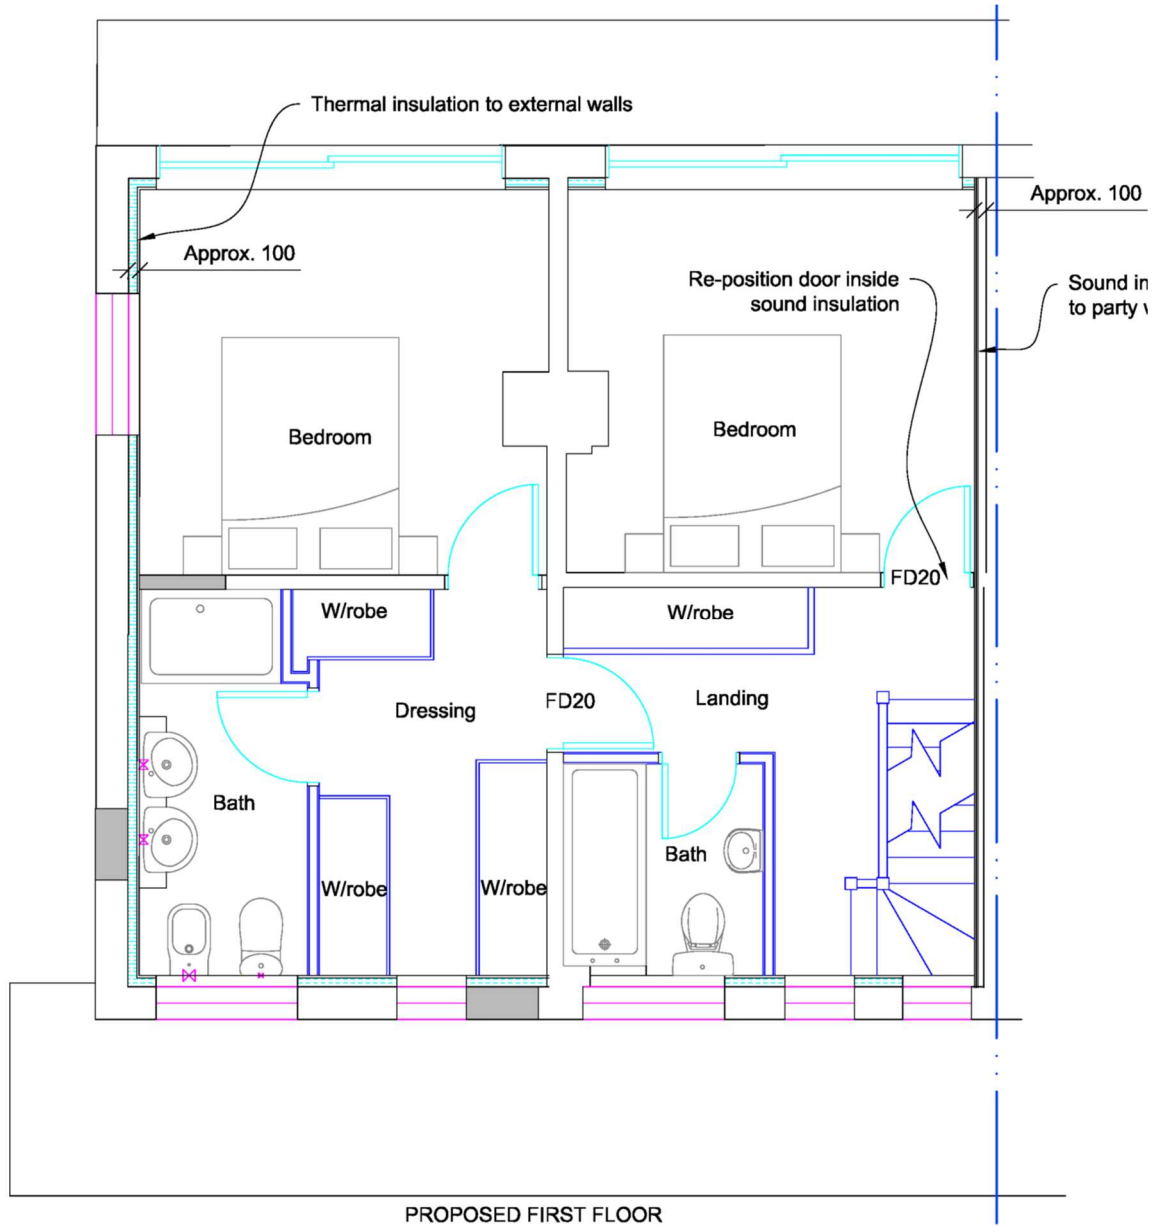 Thermal insulation to external walls
Approx. 100
Approx. 100
Re-position door inside
sound insulation
Sound
to party
Bedroom
Bedroom
FD20
W/robe
W/robe
Dressing
FD20
Landing
Bath
Bath
W/robe
W/robe
PROPOSED FIRST FLOOR